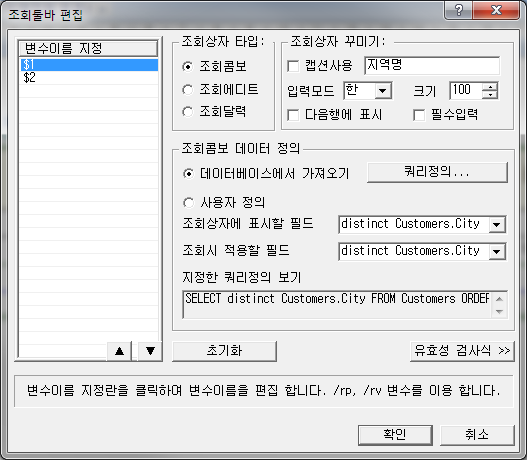 조회툴바 편집
변수이름 지정
$1
$2
조회상자 타입:
조회콤보
조회에디트
조회달력
조회상자 꾸미기:
캡션사용 지역명
입력모드 한 크기 100
다음행에 표시 필수입력
조회콤보 데이터 정의
데이터베이스에서 가져오기 쿼리정의...
사용자 정의
조회상자에 표시할 필드 distinct Customers.City
조회시 적용할 필드 distinct Customers.City
지정한 쿼리정의 보기
SELECT distinct Customers.City FROM Customers ORDER
초기화 유효성 검사식 >>
변수이름 지정란을 클릭하여 변수이름을 편집 합니다. /rp, /rv 변수를 이용 합니다.
확인 취소